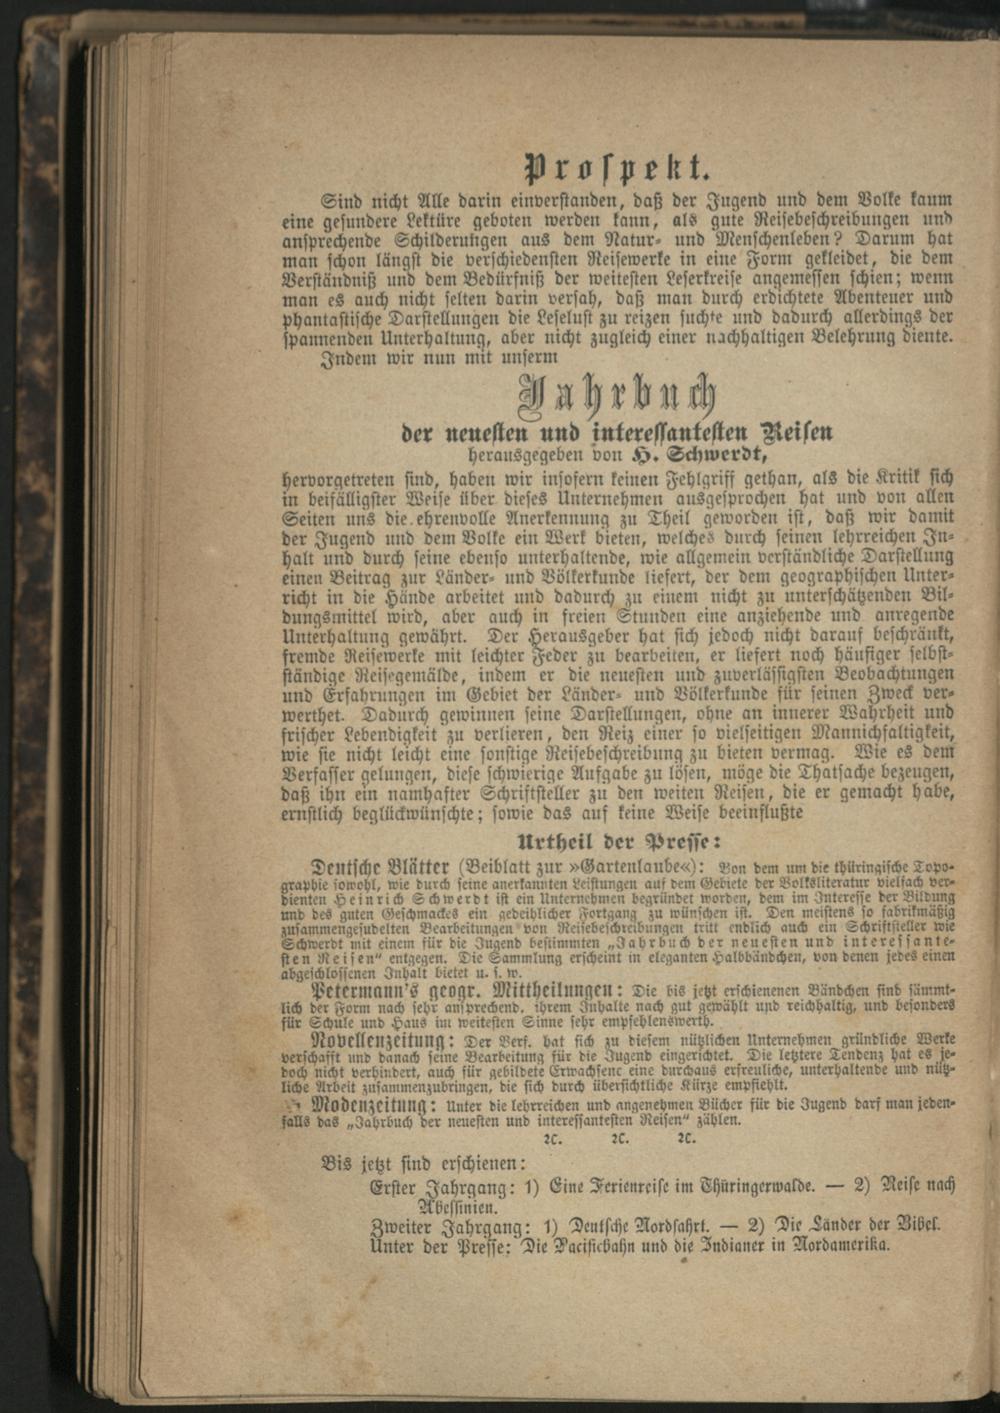 Prospekt.
Sind nicht Alle darin einverstanden, daß der Jugend und dem Volke kaum
eine gesundere Lektüre geboten werden kann, als gute Reisebeschreibungen und
ansprechende Schilderungen aus dem Natur- und Menschenleben? Darum hat
man schon längst die verschiedensten Reisewerke in eine Form gekleidet, die dem
Verständniß und dem Bedürfniß der weitesten Leserkreise angemessen schien; wenn
man es auch nicht selten darin versah, daß man durch erdichtete Abenteuer und
phantastische Darstellungen die Leselust zu reizen suchte und dadurch allerdings der
spannenden Unterhaltung, aber nicht zugleich einer nachhaltigen Belehrung diente.
Indem wir nun mit unserm
Jahrbuch
der neuesten und interessantesten Reisen
herausgegeben von H. Schwerdt,
hervorgetreten sind, haben wir insofern keinen Fehlgriff gethan, als die Kritik sich
in beifälligster Weise über dieses Unternehmen ausgesprochen hat und von allen
Seiten uns die ehrenvolle Anerkennung zu Theil geworden ist, daß wir damit
der Jugend und dem Volke ein Werk bieten, welches durch seinen lehrreichen In-
halt und durch seine ebenso unterhaltende, wie allgemein verständliche Darstellung
einen Beitrag zur Länder- und Völkerkunde liefert, der dem geographischen Unter-
richt in die Hände arbeitet und dadurch zu einem nicht zu unterschätzenden Bil-
dungsmittel wird, aber auch in freien Stunden eine anziehende und anregende
Unterhaltung gewährt. Der Herausgeber hat sich jedoch nicht darauf beschränkt,
fremde Reisewerke mit leichter Feder zu bearbeiten, er liefert noch häufiger selbst-
ständige Reisegemälde, indem er die neuesten und zuverlässigsten Beobachtungen
und Erfahrungen im Gebiet der Länder- und Völkerkunde für seinen Zweck ver-
werthet. Dadurch gewinnen seine Darstellungen, ohne an innerer Wahrheit und
frischer Lebendigkeit zu verlieren, den Reiz einer so vielseitigen Mannichfaltigkeit,
wie sie nicht leicht eine sonstige Reisebeschreibung zu bieten vermag. Wie es dem
Verfasser gelungen, diese schwierige Aufgabe zu lösen, möge die Thatsache bezeugen,
daß ihn ein namhafter Schriftsteller zu den weiten Reisen, die er gemacht habe,
ernstlich beglückwünschte; sowie das auf keine Weise beeinflußte
Urtheil der Presse:
Deutsche Blätter (Beiblatt zur »Gartenlaube«): Von dem um die thüringische Topo-
graphie sowohl, wie durch seine anerkannten Leistungen auf dem Gebiete der Volksliteratur vielfach ver-
dienten Heinrich Schwerdt ist ein Unternehmen begründet worden, dem im Interesse der Bildung
und des guten Geschmackes ein gedeihlicher Fortgang zu wünschen ist. Den meistens so fabrikmäßig
zusammengesudelten Bearbeitungen von Reisebeschreibungen tritt endlich auch ein Schriftsteller wie
Schwerdt mit einem für die Jugend bestimmten „Jahrbuch der neuesten und interessante-
sten Reisen“ entgegen. Die Sammlung erscheint in eleganten Halbbändchen, von denen jedes einen
abgeschlossenen Inhalt bietet u. s. w.
Petermann's geogr. Mittheilungen: Die bis jetzt erschienenen Bändchen sind sämmt-
lich der Form nach sehr ansprechend, ihrem Inhalte nach gut gewählt und reichhaltig, und besonders
für Schule und Haus im weitesten Sinne sehr empfehlenswerth.
Novellenzeitung: Der Verf. hat sich zu diesem nützlichen Unternehmen gründliche Werke
verschafft und danach seine Bearbeitung für die Jugend eingerichtet. Die letztere Tendenz hat es je-
doch nicht verhindert, auch für gebildete Erwachsene eine durchaus erfreuliche, unterhaltende und nütz-
liche Arbeit zusammenzubringen, die sich durch übersichtliche Kürze empfiehlt.
Modenzeitung: Unter die lehrreichen und angenehmen Bücher für die Jugend darf man jeden-
falls das „Jahrbuch der neuesten und interessantesten Reisen“ zählen.
ꝛc. ꝛc. ꝛc.
Bis jetzt sind erschienen:
Erster Jahrgang: 1) Eine Ferienreise im Thüringerwalde. — 2) Reise nach
Abessinien.
Zweiter Jahrgang: 1) Deutsche Nordfahrt. — 2) Die Länder der Bibel.
Unter der Presse: Die Pacificbahn und die Indianer in Nordamerika.